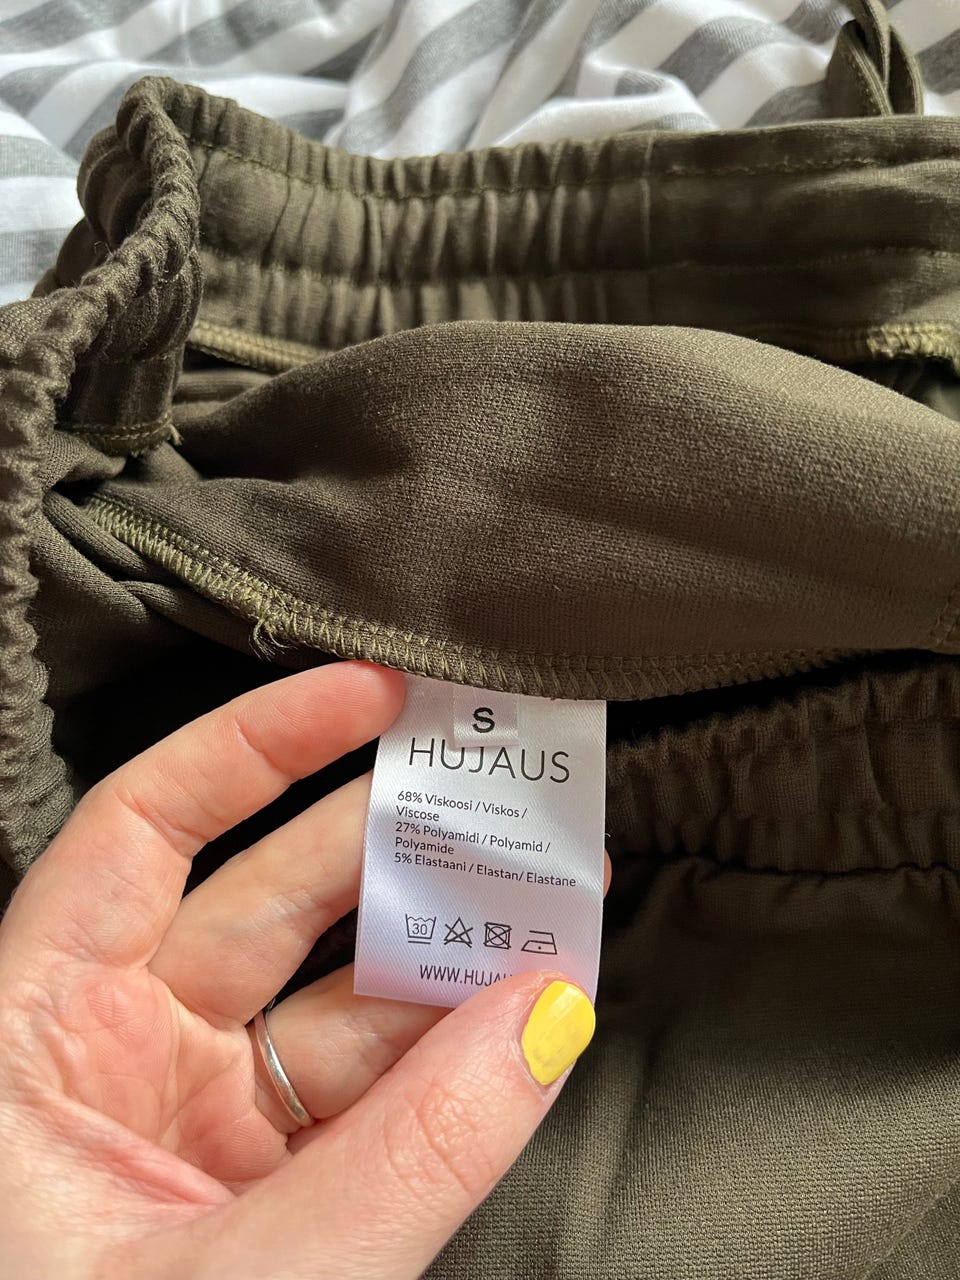 S
HUJAUS
68% Viskoosi / Viskos /
Viscose
27% Polyamidi / Polyamid /
Polyamide
5% Elastaani / Elastan/ Elastane
30